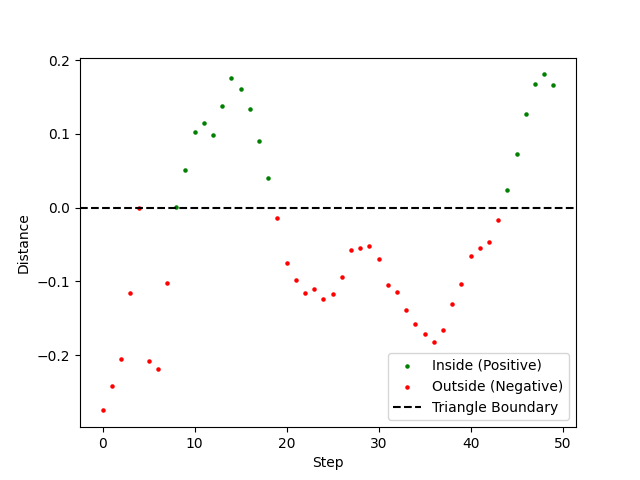 0.2
0.1
0.0
−0.1
−0.2
Distance
0
10
20
30
40
50
Step
Inside (Positive)
Outside (Negative)
Triangle Boundary